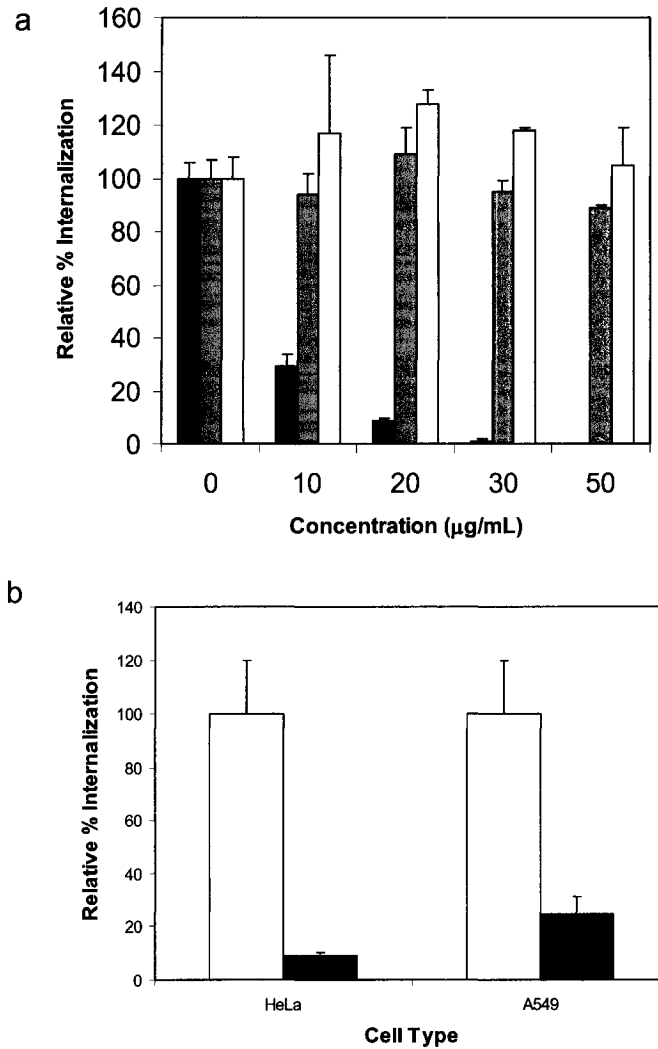 a
160
140
120
100
80
60
40
20
0
Relative % Internalization
0 10 20 30 50
Concentration (µg/mL)
b
140
120
100
80
60
40
20
0
Relative % Internalization
HeLa A549
Cell Type